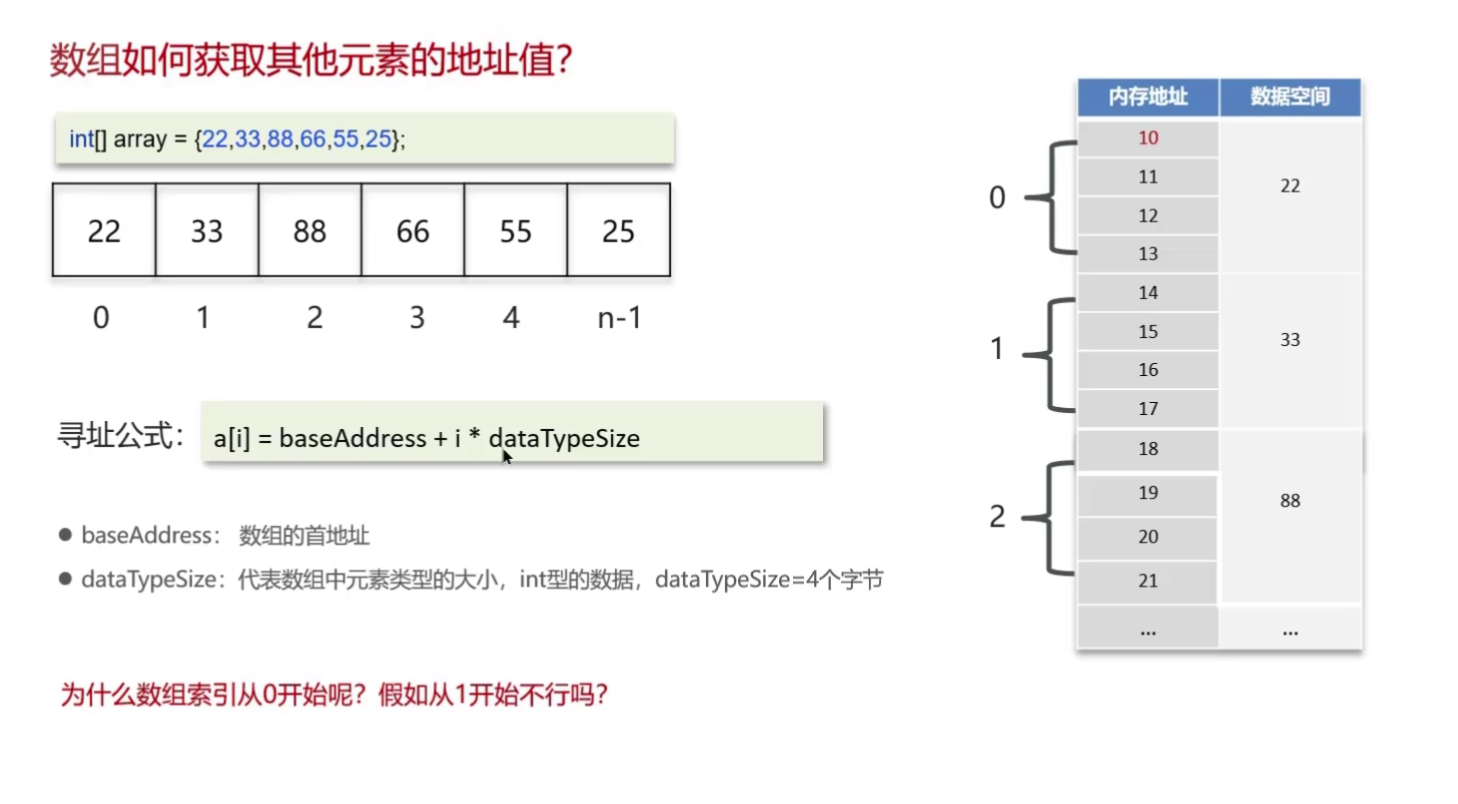 数组如何获取其他元素的地址值？
int[] array = {22,33,88,66,55,25};
22 33 88 66 55 25
0 1 2 3 4 n-1
寻址公式：
a[i] = baseAddress + i * dataTypeSize
● baseAddress： 数组的首地址
● dataTypeSize：代表数组中元素类型的大小，int型的数据，dataTypeSize=4个字节
为什么数组索引从0开始呢？假如从1开始不行吗？
内存地址 数据空间
0
10
11
12
13
22
1
14
15
16
17
33
2
18
19
20
21
88
... ...